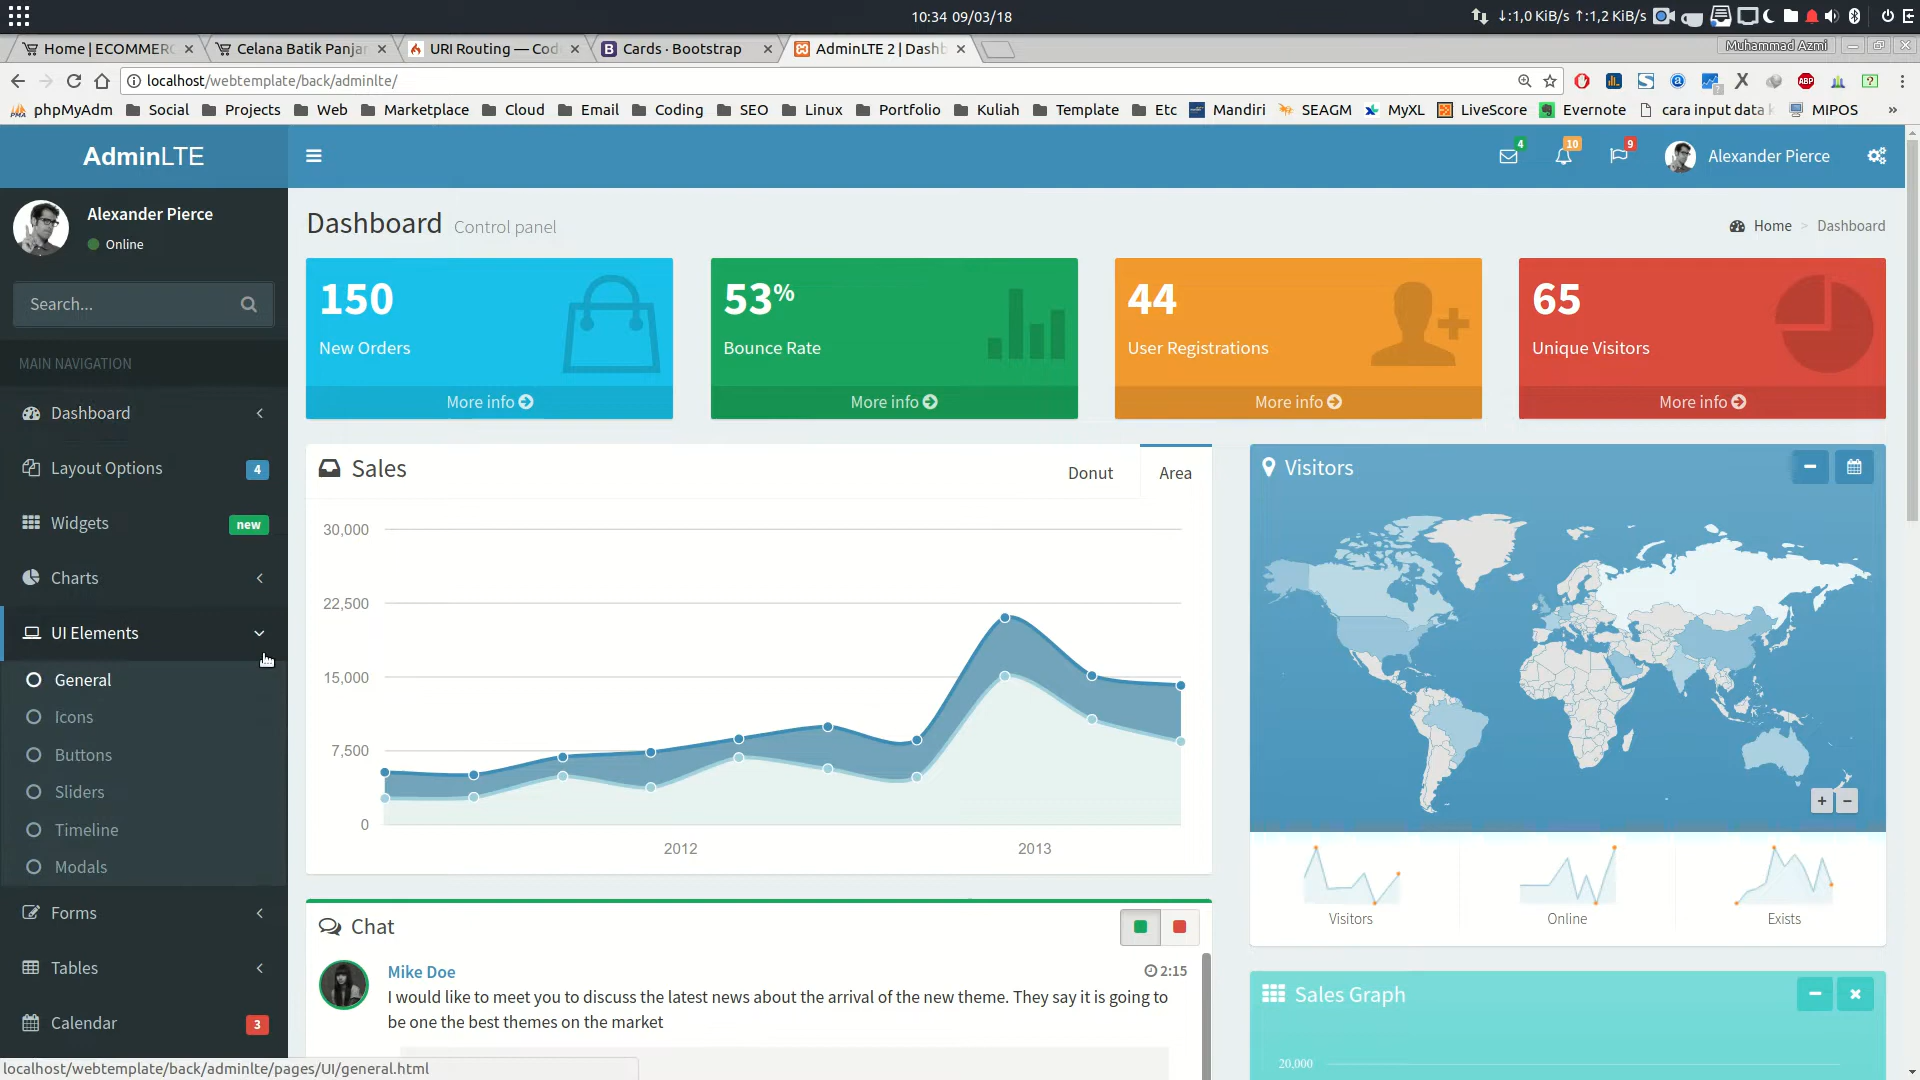 10:34 09/03/18
↓:1,0 KiB/s ↑:1,2 KiB/s
Home | ECOMMERC
Celana Batik Panja
URI Routing — Cod
Cards · Bootstrap
AdminLTE 2 | Dashb
Muhammad Azmi
localhost/webtemplate/back/adminlte/
phpMyAdm Social Projects Web Marketplace Cloud Email Coding SEO Linux Portfolio Kuliah Template Etc Mandiri SEAGM MyXL LiveScore Evernote cara input data MIPOS »
AdminLTE
4
10
9
Alexander Pierce
Alexander Pierce
Online
Search...
MAIN NAVIGATION
Dashboard
Layout Options 4
Widgets new
Charts
UI Elements
General
Icons
Buttons
Sliders
Timeline
Modals
Forms
Tables
Calendar 3
Dashboard Control panel
Home > Dashboard
150
New Orders
More info
53%
Bounce Rate
More info
44
User Registrations
More info
65
Unique Visitors
More info
Sales
Donut
Area
30,000
22,500
15,000
7,500
0
2012
2013
Visitors
+
−
Visitors
Online
Exists
Chat
Mike Doe
2:15
I would like to meet you to discuss the latest news about the arrival of the new theme. They say it is going to
be one the best themes on the market
Sales Graph
20,000
localhost/webtemplate/back/adminlte/pages/UI/general.html